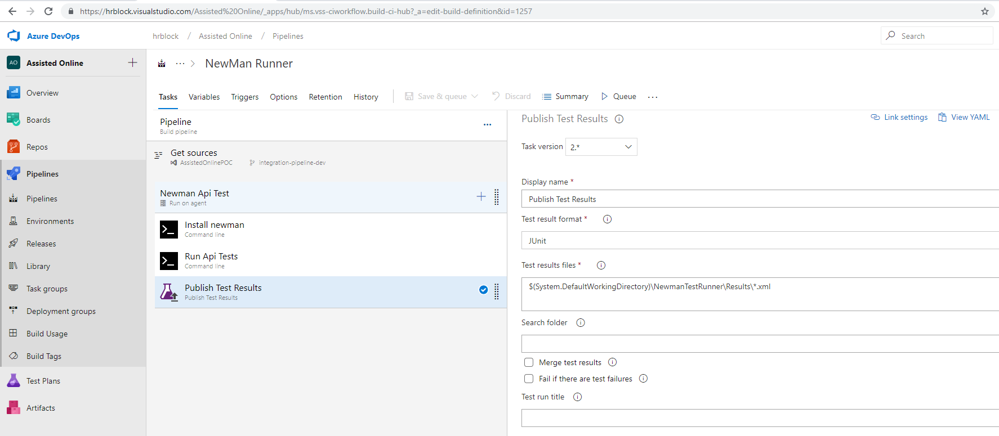 https://hrblock.visualstudio.com/Assisted%20Online/_apps/hub/ms.vss-ciworkflow.build-ci-hub?_a=edit-build-definition&id=1257
Azure DevOps
hrblock / Assisted Online / Pipelines
Search
AO Assisted Online
Overview
Boards
Repos
Pipelines
Pipelines
Environments
Releases
Library
Task groups
Deployment groups
Build Usage
Build Tags
Test Plans
Artifacts
... > NewMan Runner
Tasks Variables Triggers Options Retention History Save & queue Discard Summary Queue ...
Pipeline
Build pipeline
Get sources
AssistedOnlinePOC integration-pipeline-dev
Newman Api Test
Run on agent
Install newman
Command line
Run Api Tests
Command line
Publish Test Results
Publish Test Results
Publish Test Results
Link settings View YAML
Task version 2.*
Display name *
Publish Test Results
Test result format *
JUnit
Test results files *
$(System.DefaultWorkingDirectory)\NewmanTestRunner\Results\*.xml
Search folder
Merge test results
Fail if there are test failures
Test run title